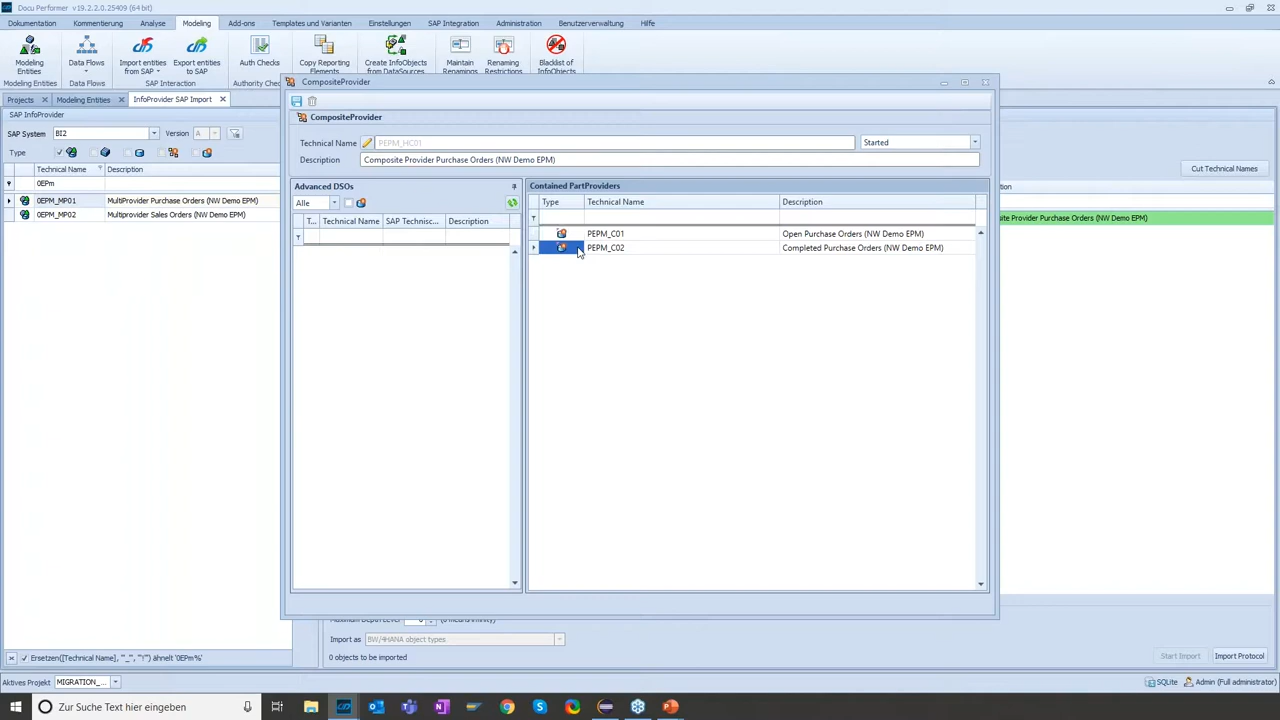 Docu Performer v19.2.2.0.25409 (64 bit)
Dokumentation Kommentierung Analyse Modeling Add-ons Templates und Varianten Einstellungen SAP Integration Administration Benutzerverwaltung Hilfe
Modeling Entities
Data Flows
Import entities from SAP
Export entities to SAP
Auth Checks
Copy Reporting Elements
Create InfoObjects from DataSources
Maintain Renamings
Renaming Restrictions
Blacklist of InfoObjects
Modeling Entities Data Flows SAP Interaction Authority Checks
Projects Modeling Entities InfoProvider SAP Import
SAP InfoProvider
SAP System BI2 Version A
Type
Technical Name Description
0EPm
0EPM_MP01 MultiProvider Purchase Orders (NW Demo EPM)
0EPM_MP02 Multiprovider Sales Orders (NW Demo EPM)
CompositeProvider
CompositeProvider
Technical Name PEPM_HC01 Started
Description Composite Provider Purchase Orders (NW Demo EPM)
Advanced DSOs
Alle
T... Technical Name SAP Technisc... Description
Contained PartProviders
Type Technical Name Description
PEPM_C01 Open Purchase Orders (NW Demo EPM)
PEPM_C02 Completed Purchase Orders (NW Demo EPM)
Cut Technical Names
site Provider Purchase Orders (NW Demo EPM)
Import as BW/4HANA object types
0 objects to be imported
Start Import Import Protocol
Ersetzen([Technical Name], "_", "!") ähnelt '0EPm%'
Aktives Projekt MIGRATION_...
SQLite Admin (Full administrator)
Zur Suche Text hier eingeben